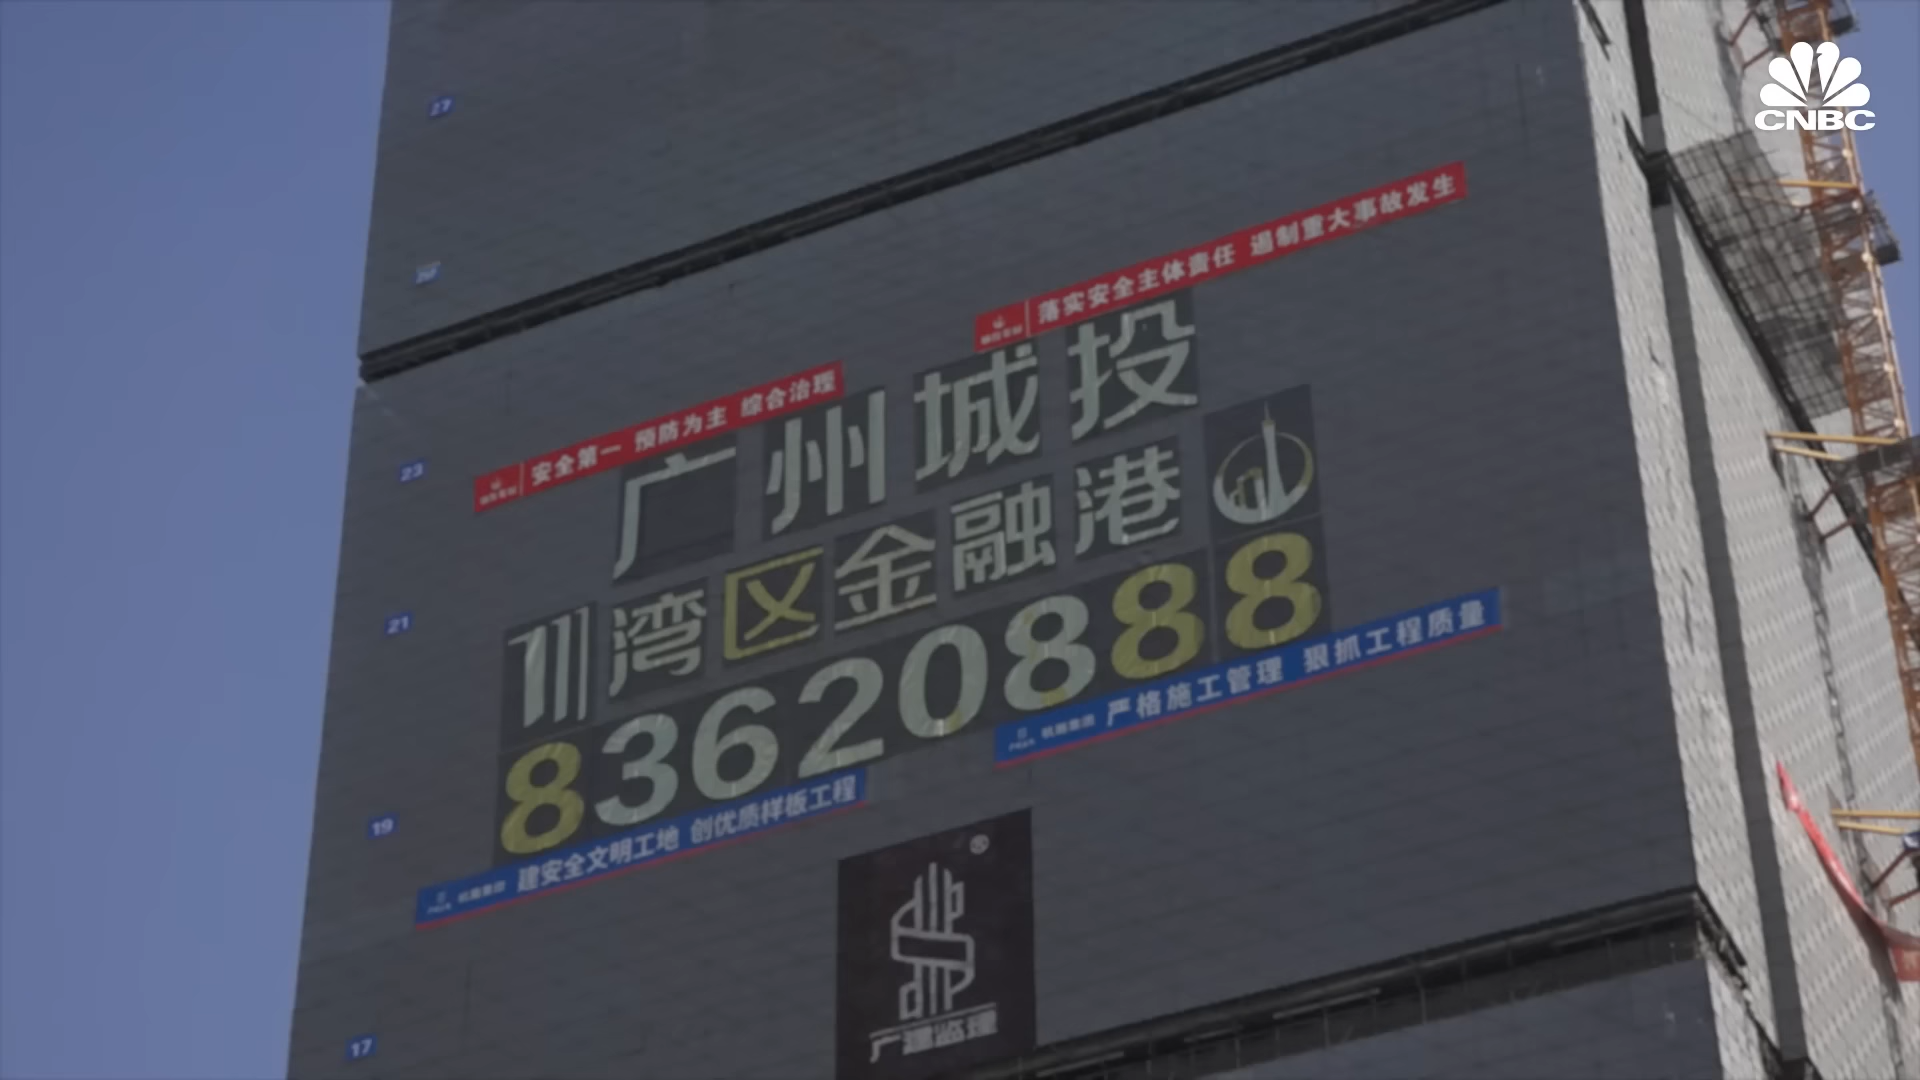 CNBC
27
23
21
19
17
落实安全主体责任 遏制重大事故发生
安全第一 预防为主 综合治理
广州城投
湾区金融港
83620888
严格施工管理 狠抓工程质量
建安全文明工地 创优质样板工程
®
广建监理